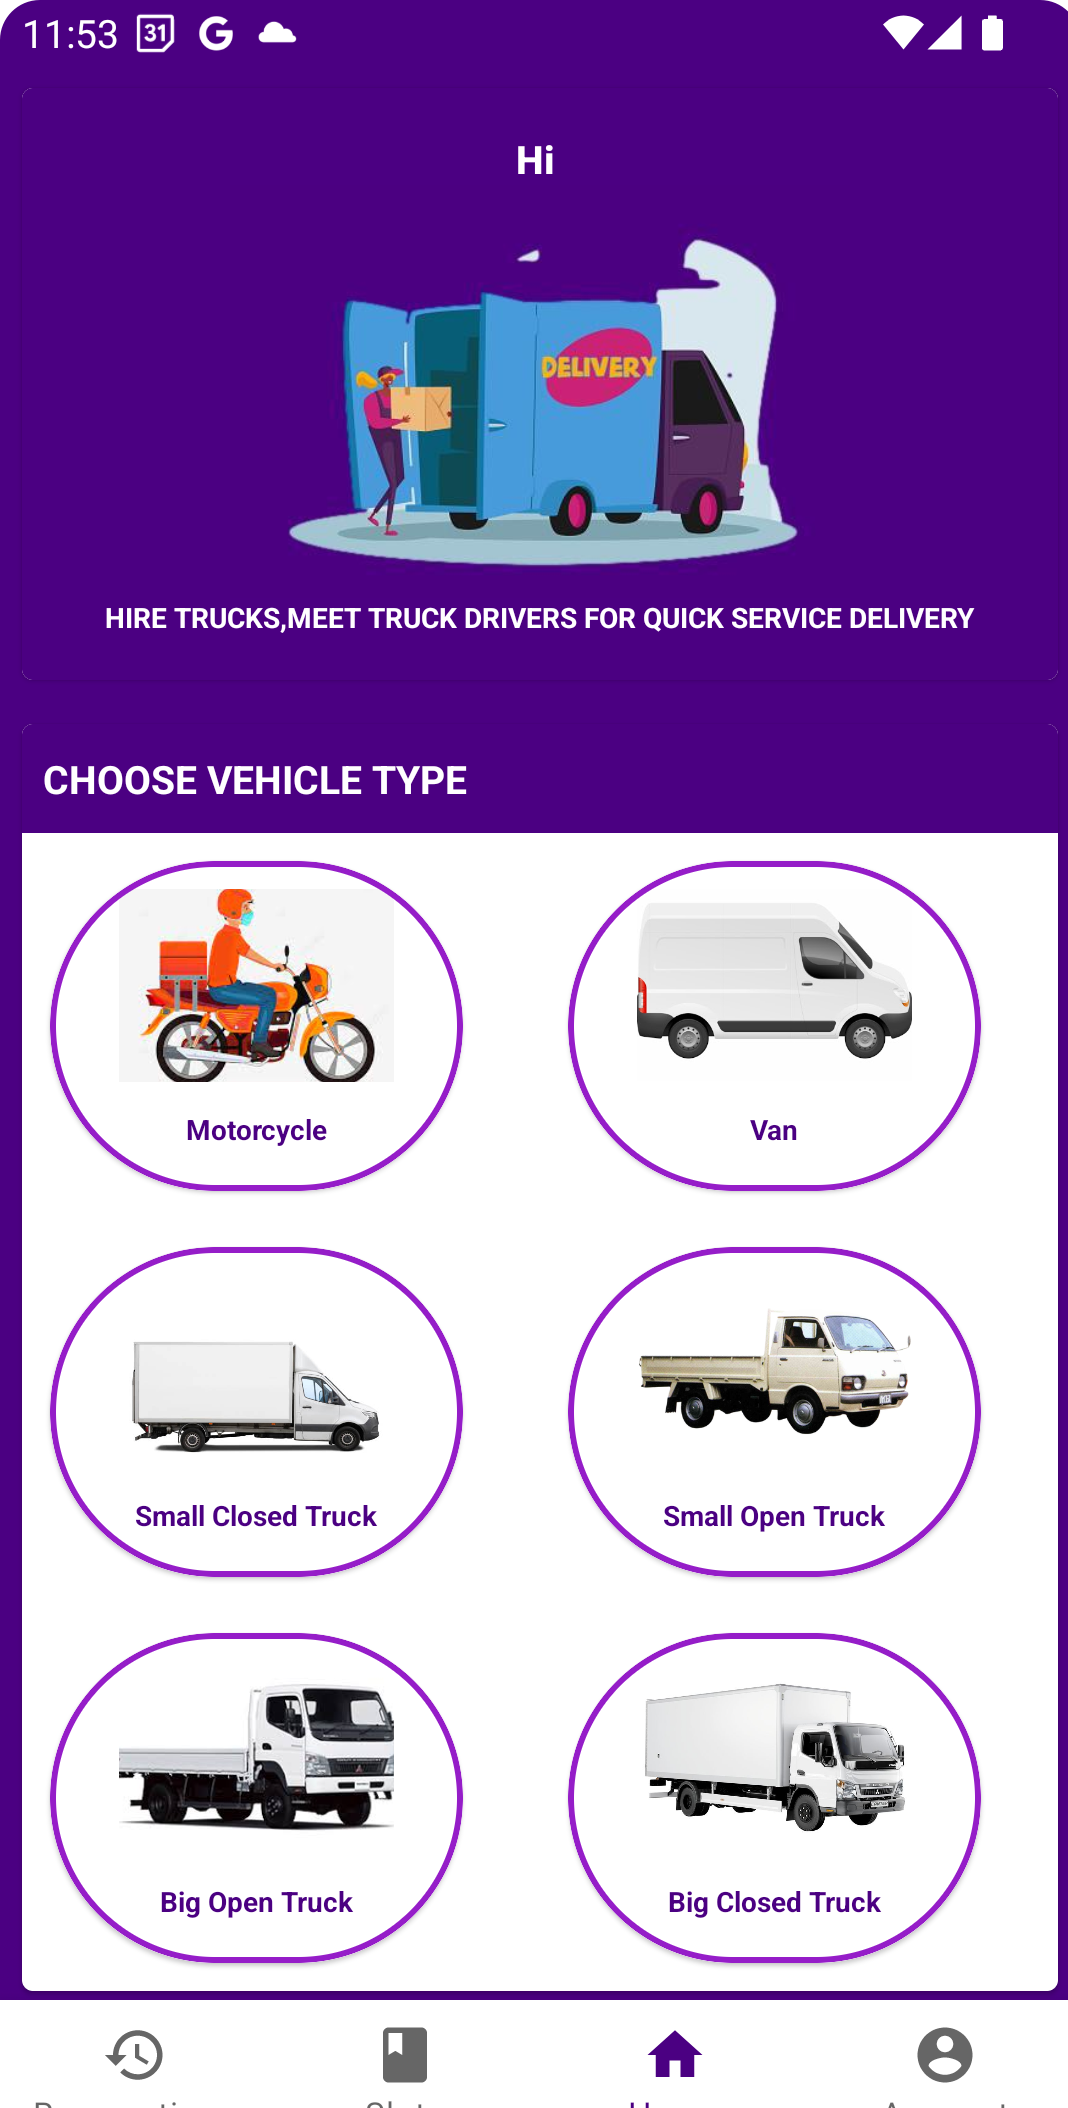 11:53 31 G
Hi
DELIVERY
HIRE TRUCKS,MEET TRUCK DRIVERS FOR QUICK SERVICE DELIVERY
CHOOSE VEHICLE TYPE
Motorcycle Van
Small Closed Truck Small Open Truck
Big Open Truck Big Closed Truck